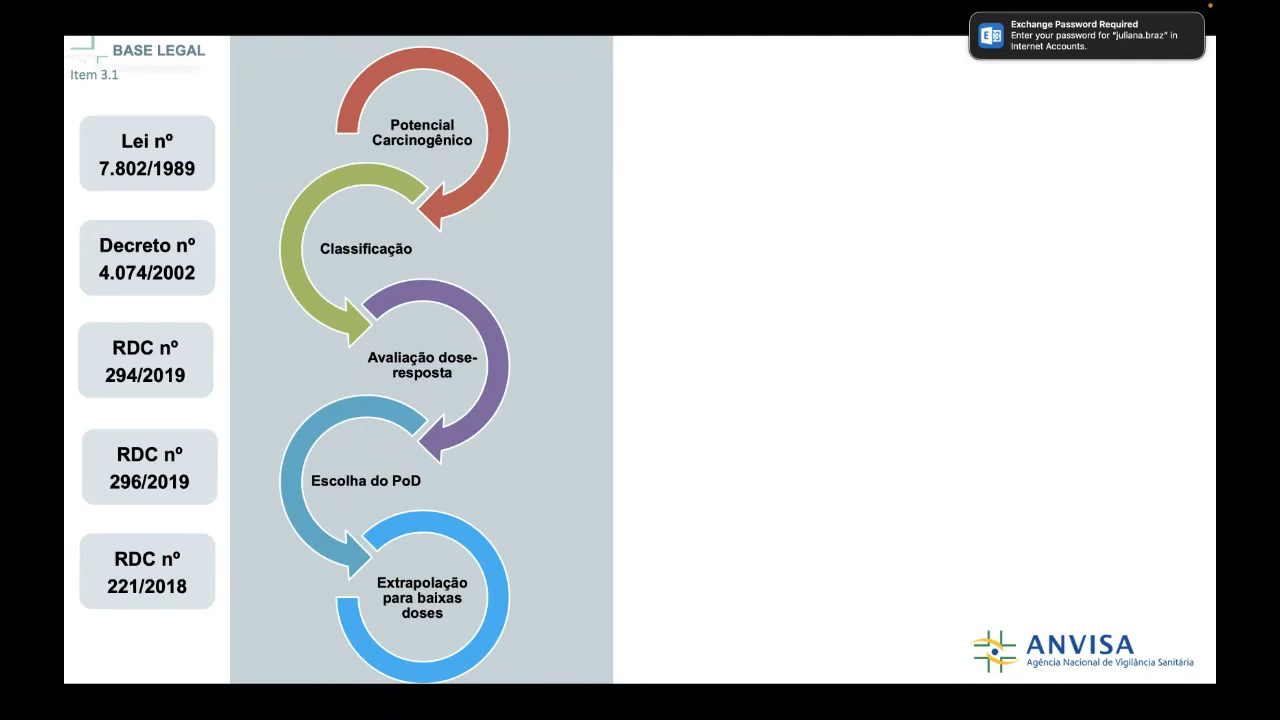 BASE LEGAL
Item 3.1
Lei nº
7.802/1989
Decreto nº
4.074/2002
RDC nº
294/2019
RDC nº
296/2019
RDC nº
221/2018
Potencial
Carcinogênico
Classificação
Avaliação dose-
resposta
Escolha do PoD
Extrapolação
para baixas
doses
Exchange Password Required
Enter your password for “juliana.braz” in
Internet Accounts.
ANVISA
Agência Nacional de Vigilância Sanitária